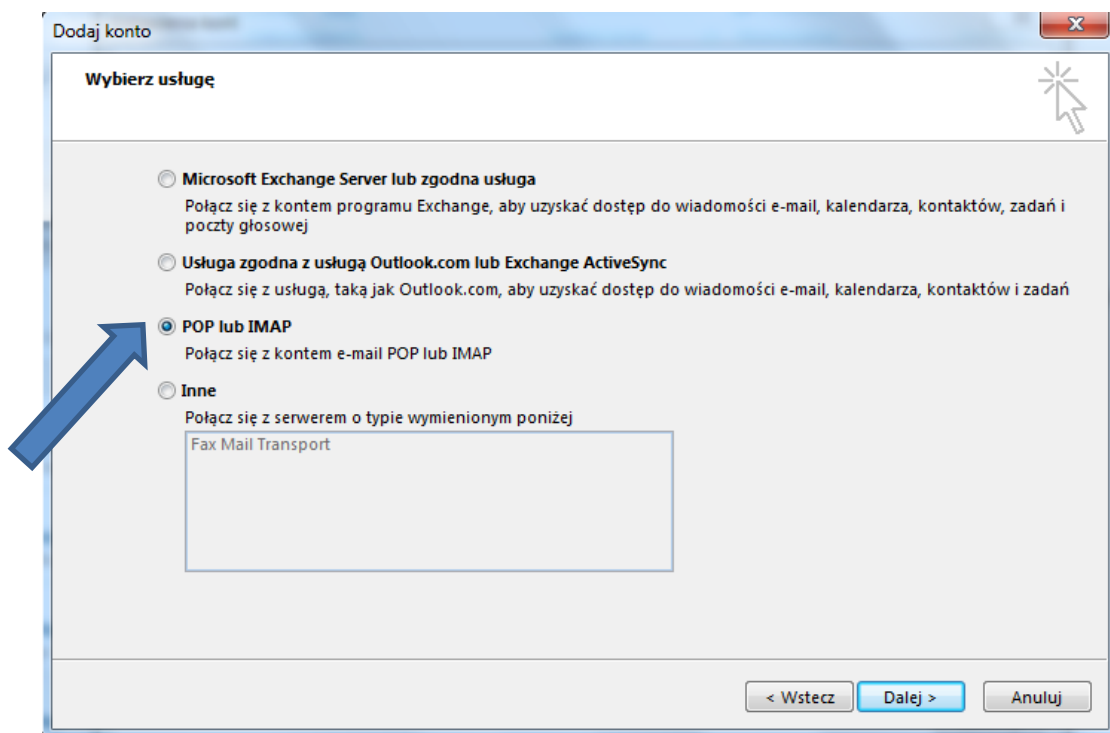 Dodaj konto
Wybierz usługę
Microsoft Exchange Server lub zgodna usługa
Połącz się z kontem programu Exchange, aby uzyskać dostęp do wiadomości e-mail, kalendarza, kontaktów, zadań i
poczty głosowej
Usługa zgodna z usługą Outlook.com lub Exchange ActiveSync
Połącz się z usługą, taką jak Outlook.com, aby uzyskać dostęp do wiadomości e-mail, kalendarza, kontaktów i zadań
POP lub IMAP
Połącz się z kontem e-mail POP lub IMAP
Inne
Połącz się z serwerem o typie wymienionym poniżej
Fax Mail Transport
< Wstecz Dalej > Anuluj